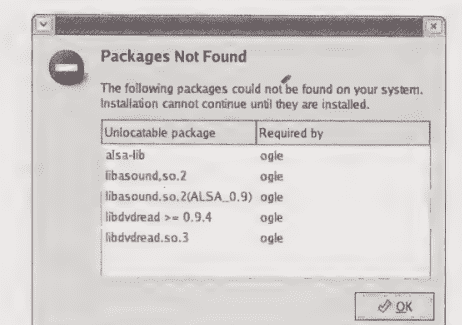 Packages Not Found
The following packages could not be found on your system.
Installation cannot continue until they are installed.
Unlocatable package Required by
alsa-lib ogle
libasound.so.2 ogle
libasound.so.2(ALSA_0.9) ogle
libdvdread >= 0.9.4 ogle
libdvdread.so.3 ogle
OK